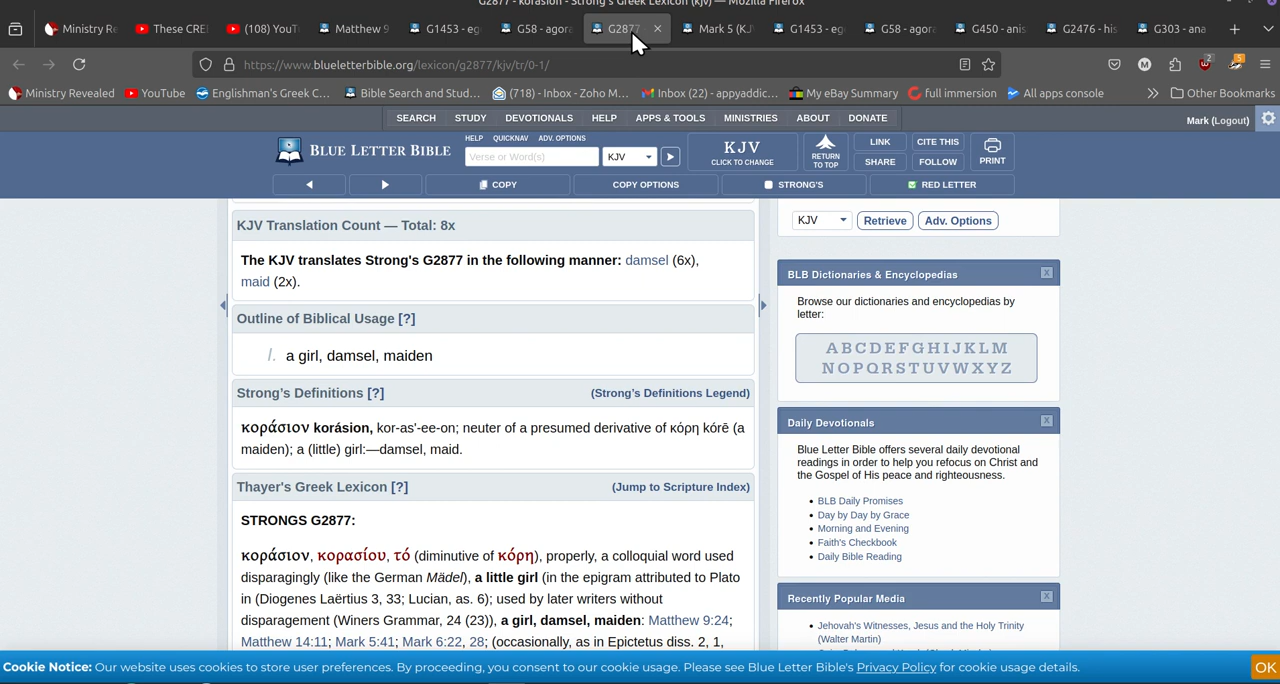 G2877 - korasion - Strong's Greek Lexicon (kjv) — Mozilla Firefox
Ministry Re
These CRE
(108) YouT
Matthew 9
G1453 - eg
G58 - agora
G2877
Mark 5 (KJ
G1453 - eg
G58 - agora
G450 - anis
G2476 - his
G303 - ana
https://www.blueletterbible.org/lexicon/g2877/kjv/tr/0-1/
2
5
Ministry Revealed
YouTube
Englishman's Greek C...
Bible Search and Stud...
(718) - Inbox - Zoho M...
Inbox (22) - appyaddic...
My eBay Summary
full immersion
All apps console
Other Bookmarks
SEARCH STUDY DEVOTIONALS HELP APPS & TOOLS MINISTRIES ABOUT DONATE
Mark (Logout)
BLUE LETTER BIBLE
HELP QUICKNAV ADV. OPTIONS
Verse or Word(s)
KJV
KJV
CLICK TO CHANGE
RETURN
TO TOP
LINK
CITE THIS
SHARE
FOLLOW
PRINT
COPY
COPY OPTIONS
STRONG'S
RED LETTER
KJV Translation Count — Total: 8x
The KJV translates Strong's G2877 in the following manner: damsel (6x),
maid (2x).
Outline of Biblical Usage [?]
I. a girl, damsel, maiden
Strong's Definitions [?]
(Strong's Definitions Legend)
κοράσιον korásion, kor-as'-ee-on; neuter of a presumed derivative of κόρη kórē (a
maiden); a (little) girl:—damsel, maid.
Thayer's Greek Lexicon [?]
(Jump to Scripture Index)
STRONGS G2877:
κοράσιον, κορασίου, τό (diminutive of κόρη), properly, a colloquial word used
disparagingly (like the German Mädel), a little girl (in the epigram attributed to Plato
in (Diogenes Laërtius 3, 33; Lucian, as. 6); used by later writers without
disparagement (Winers Grammar, 24 (23)), a girl, damsel, maiden: Matthew 9:24;
Matthew 14:11; Mark 5:41; Mark 6:22, 28; (occasionally, as in Epictetus diss. 2, 1,
KJV
Retrieve
Adv. Options
BLB Dictionaries & Encyclopedias
X
Browse our dictionaries and encyclopedias by
letter:
A B C D E F G H I J K L M
N O P Q R S T U V W X Y Z
Daily Devotionals
X
Blue Letter Bible offers several daily devotional
readings in order to help you refocus on Christ and
the Gospel of His peace and righteousness.
BLB Daily Promises
Day by Day by Grace
Morning and Evening
Faith's Checkbook
Daily Bible Reading
Recently Popular Media
X
Jehovah's Witnesses, Jesus and the Holy Trinity
(Walter Martin)
Cookie Notice: Our website uses cookies to store user preferences. By proceeding, you consent to our cookie usage. Please see Blue Letter Bible's Privacy Policy for cookie usage details.
OK